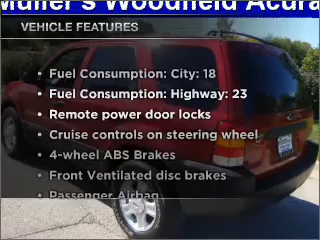 Muller's Woodfield Acura
VEHICLE FEATURES
• Fuel Consumption: City: 18
• Fuel Consumption: Highway: 23
• Remote power door locks
• Cruise controls on steering wheel
• 4-wheel ABS Brakes
• Front Ventilated disc brakes
• Passenger Airbag